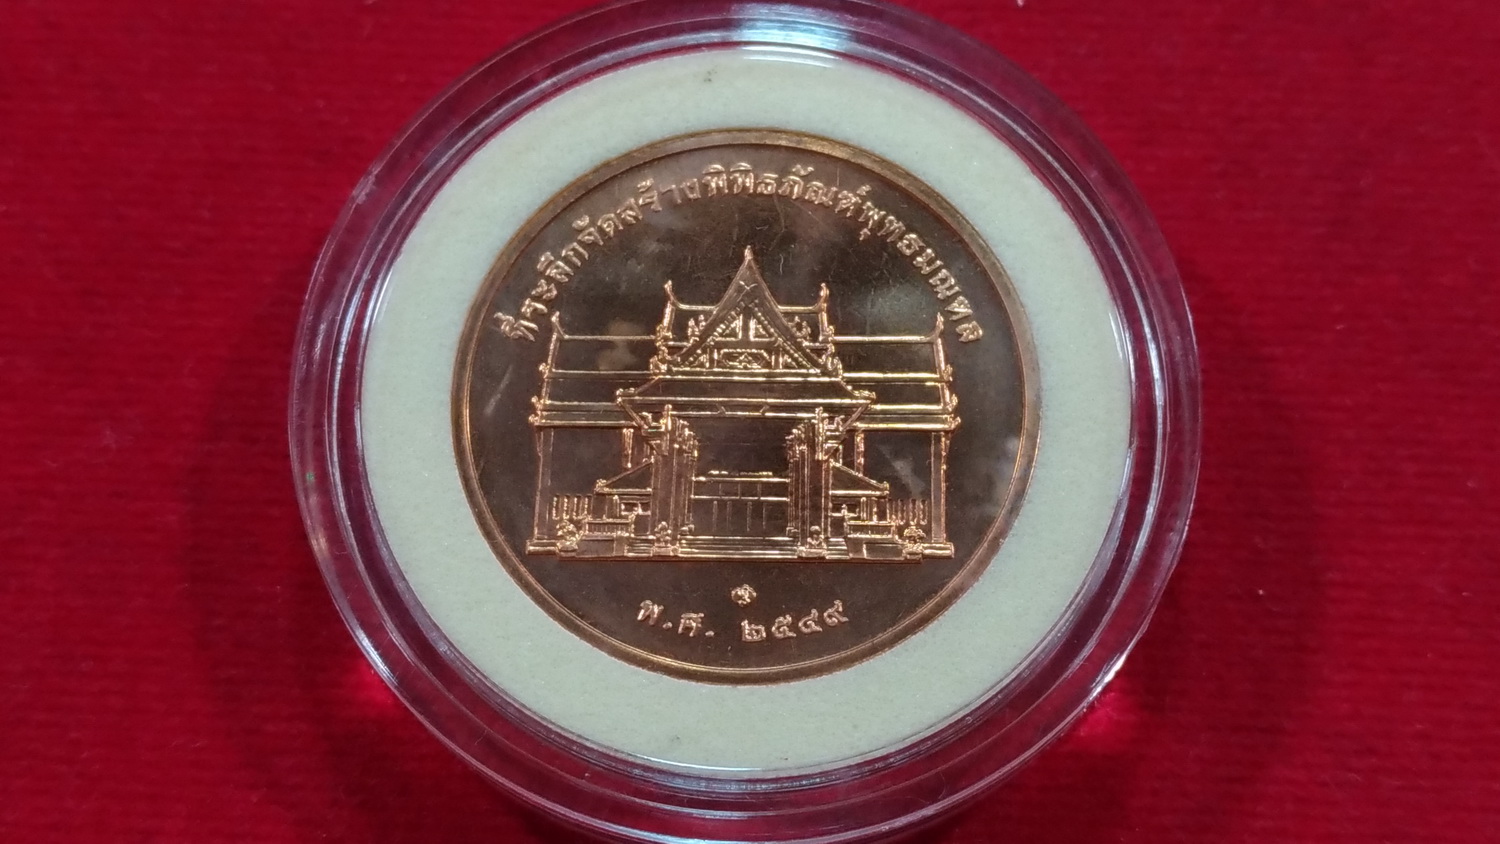 ที่ระลึกจัดสร้างพิพิธภัณฑ์พุทธมณฑล
พ.ศ. ๒๕๔๙